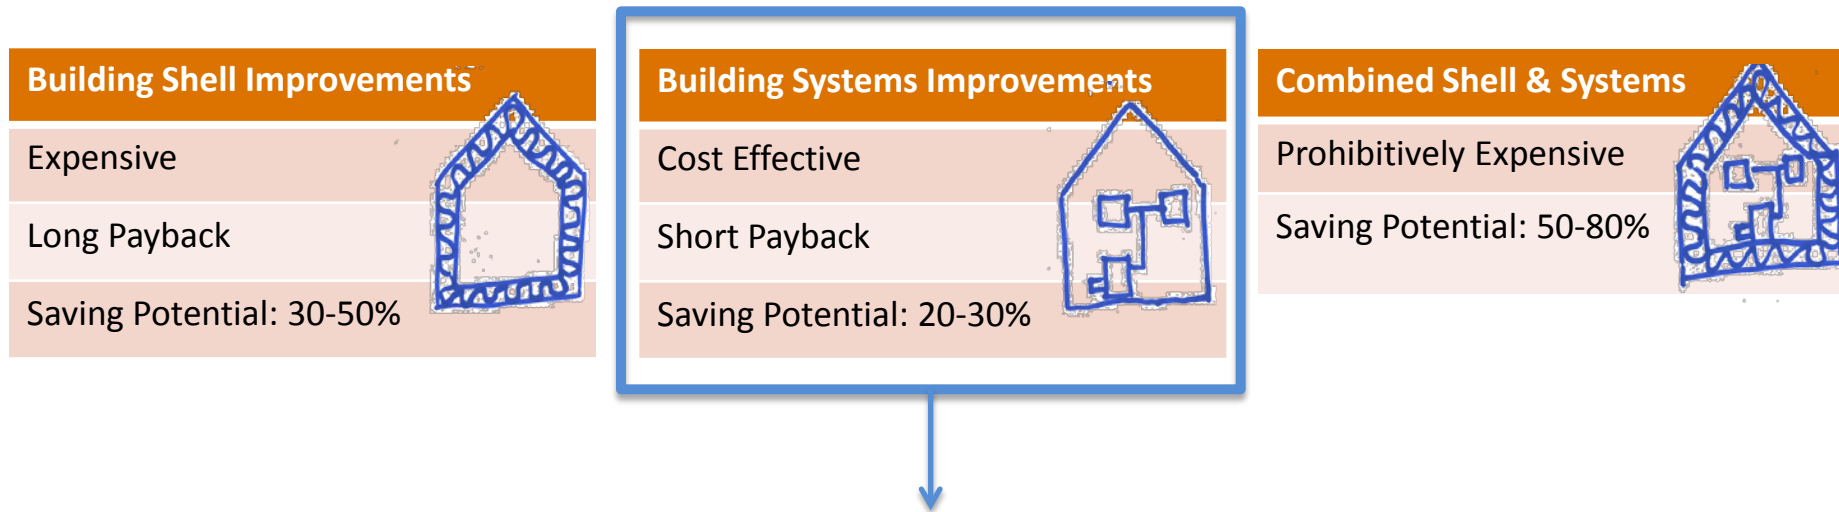 Building Shell Improvements
Expensive
Long Payback
Saving Potential: 30-50%
Building Systems Improvements
Cost Effective
Short Payback
Saving Potential: 20-30%
Combined Shell & Systems
Prohibitively Expensive
Saving Potential: 50-80%